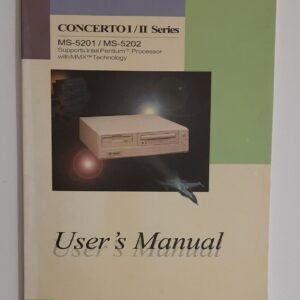 CONCERTO I / II Series
MS-5201 / MS-5202
Supports Intel Pentium™ Processor
with MMX™ Technology
User's Manual